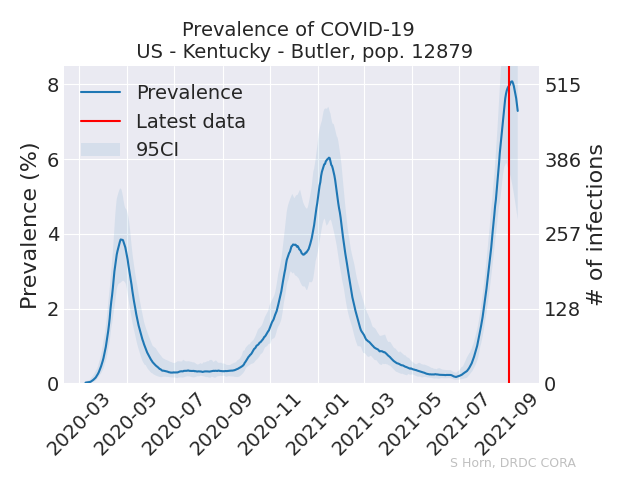 Prevalence of COVID-19
US - Kentucky - Butler, pop. 12879
Prevalence
Latest data
95CI
Prevalence (%)
8
6
4
2
0
# of infections
515
386
257
128
0
2020-03
2020-05
2020-07
2020-09
2020-11
2021-01
2021-03
2021-05
2021-07
2021-09
S Horn, DRDC CORA